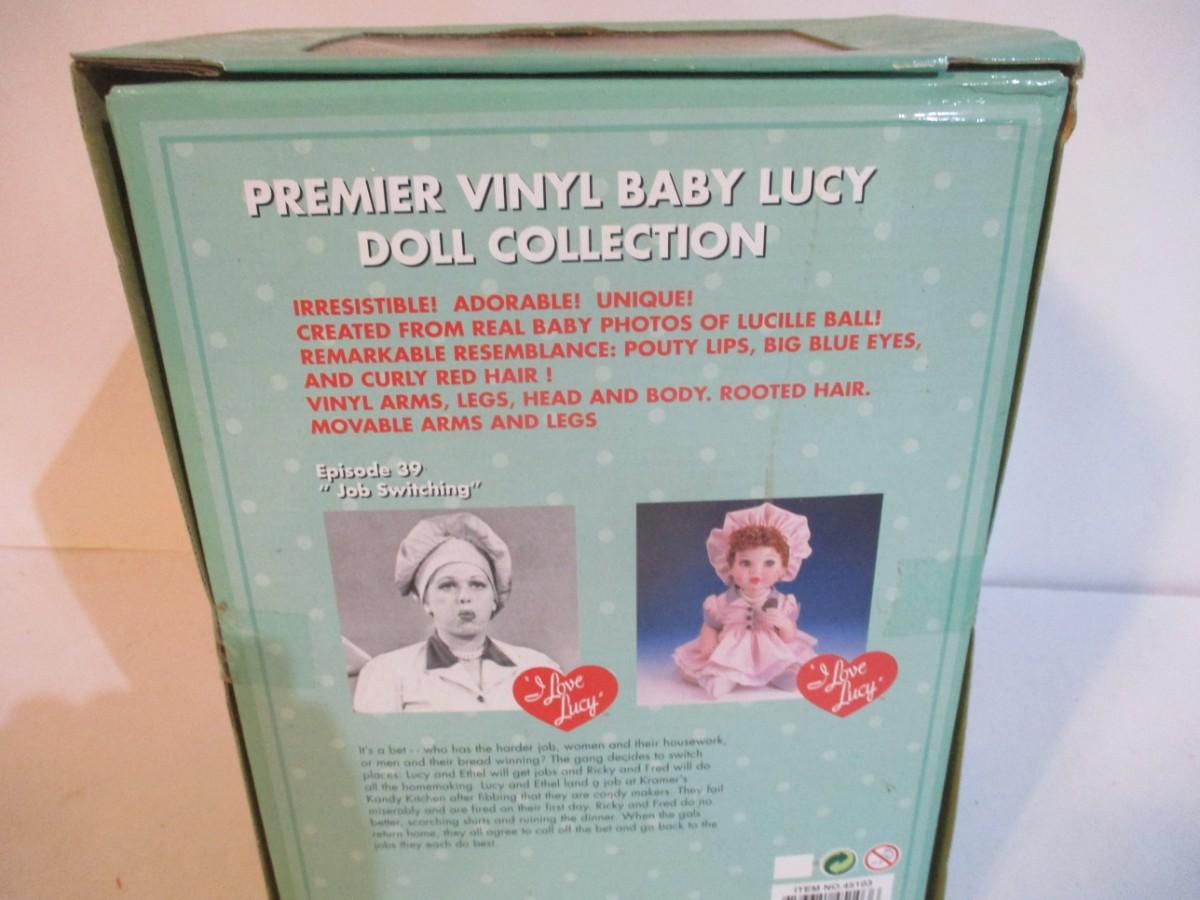 PREMIER VINYL BABY LUCY
DOLL COLLECTION
IRRESISTIBLE! ADORABLE! UNIQUE!
CREATED FROM REAL BABY PHOTOS OF LUCILLE BALL!
REMARKABLE RESEMBLANCE: POUTY LIPS, BIG BLUE EYES,
AND CURLY RED HAIR !
VINYL ARMS, LEGS, HEAD AND BODY. ROOTED HAIR.
MOVABLE ARMS AND LEGS
Episode 39
" Job Switching"
"I Love
Lucy"
"I Love
Lucy"
It's a bet - - who has the harder job, women and their housework,
or men and their bread winning? The gang decides to switch
places: Lucy and Ethel will get jobs and Ricky and Fred will do
all the homemaking. Lucy and Ethel land a job at Kramer's
Kandy Kitchen after fibbing that they are candy makers. They fail
miserably and are fired on their first day. Ricky and Fred do no
better, scorching shirts and ruining the dinner. When the gals
return home, they all agree to call off the bet and go back to the
jobs they each do best.
ITEM NO.45103